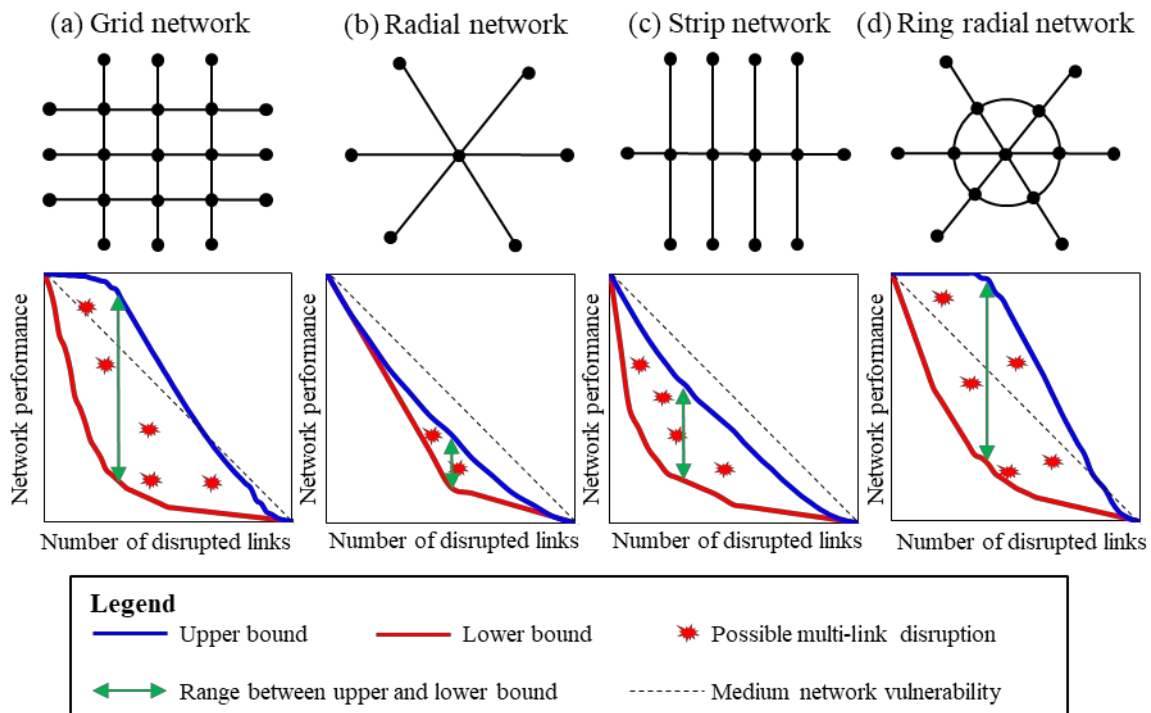 (a) Grid network
(b) Radial network
(c) Strip network
(d) Ring radial network
Network performance
Network performance
Network performance
Network performance
Number of disrupted links
Number of disrupted links
Number of disrupted links
Number of disrupted links
Legend
Upper bound
Lower bound
Possible multi-link disruption
Range between upper and lower bound
Medium network vulnerability